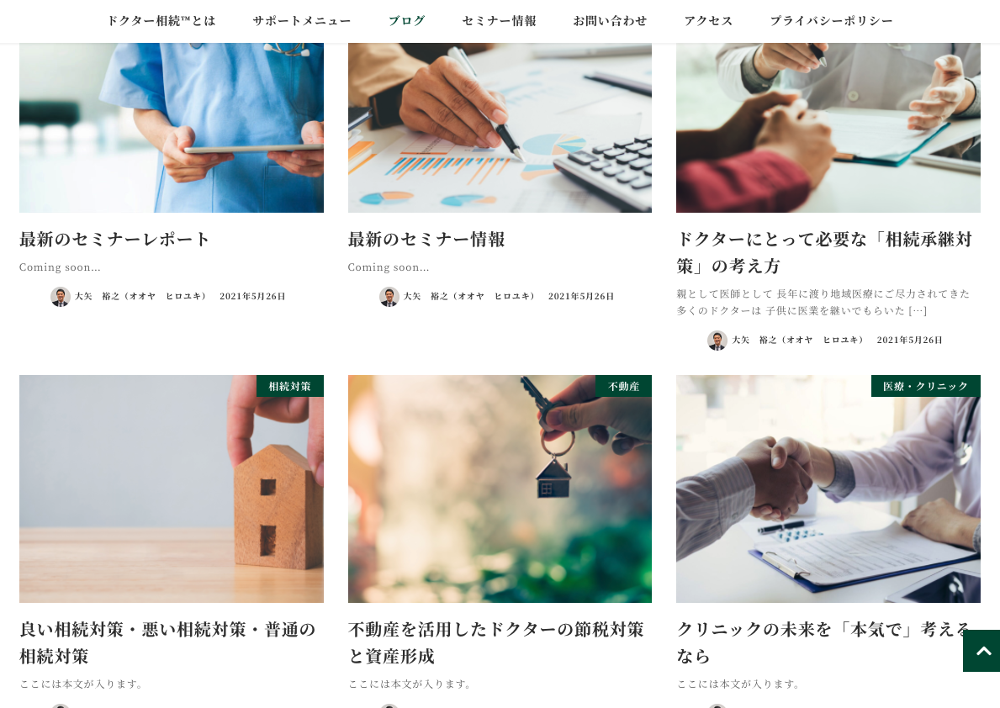 ドクター相続™とは サポートメニュー ブログ セミナー情報 お問い合わせ アクセス プライバシーポリシー
最新のセミナーレポート
Coming soon...
大矢　裕之（オオヤ　ヒロユキ） 2021年5月26日
最新のセミナー情報
Coming soon...
大矢　裕之（オオヤ　ヒロユキ） 2021年5月26日
ドクターにとって必要な「相続承継対
策」の考え方
親として医師として 長年に渡り地域医療にご尽力されてきた
多くのドクターは 子供に医業を継いでもらいた […]
大矢　裕之（オオヤ　ヒロユキ） 2021年5月26日
相続対策
良い相続対策・悪い相続対策・普通の
相続対策
ここには本文が入ります。
不動産
不動産を活用したドクターの節税対策
と資産形成
ここには本文が入ります。
医療・クリニック
クリニックの未来を「本気で」考える
なら
ここには本文が入ります。